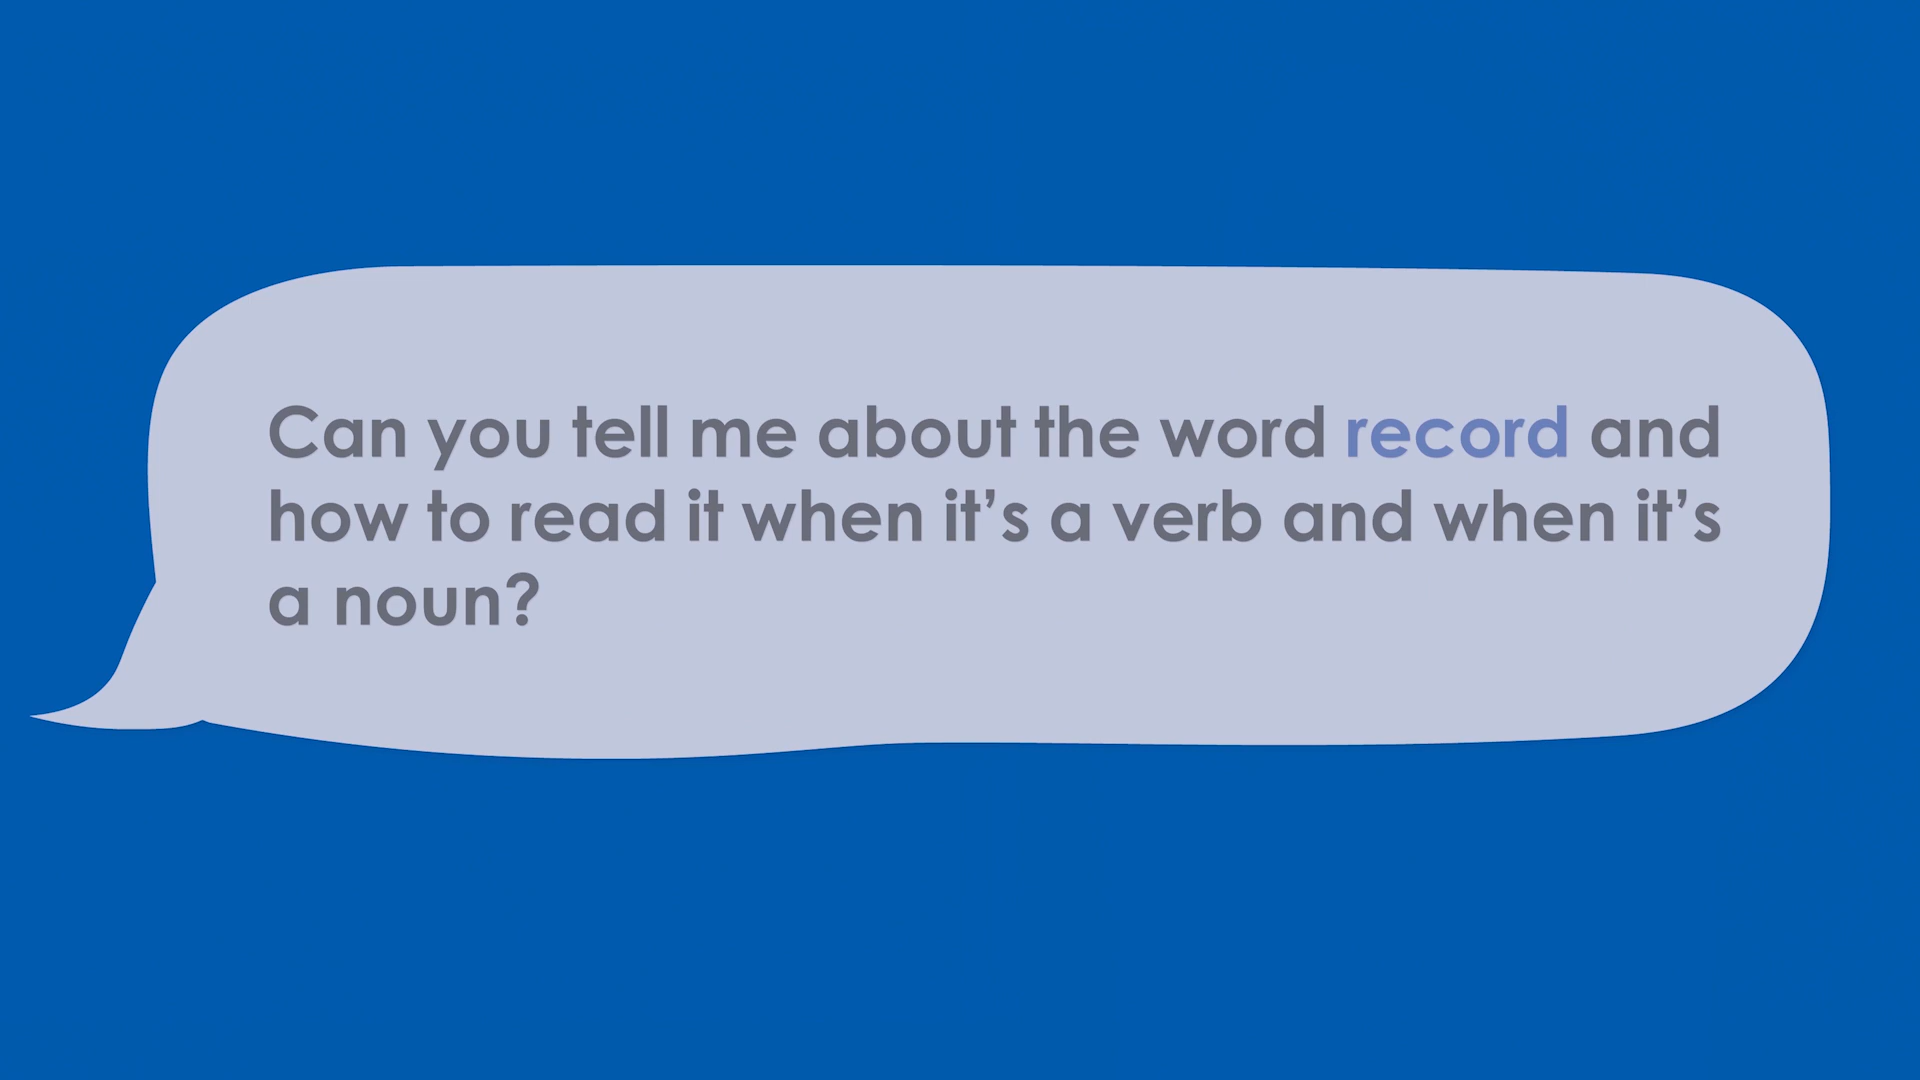 Can you tell me about the word record and
how to read it when it’s a verb and when it’s
a noun?